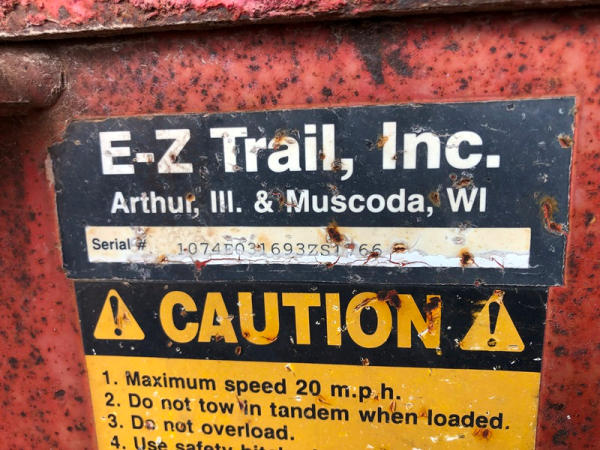 E-Z Trail, Inc.
Arthur, Ill. & Muscoda, WI
Serial #
CAUTION
1. Maximum speed 20 m.p.h.
2. Do not tow in tandem when loaded.
3. Do not overload.
4. Use safety